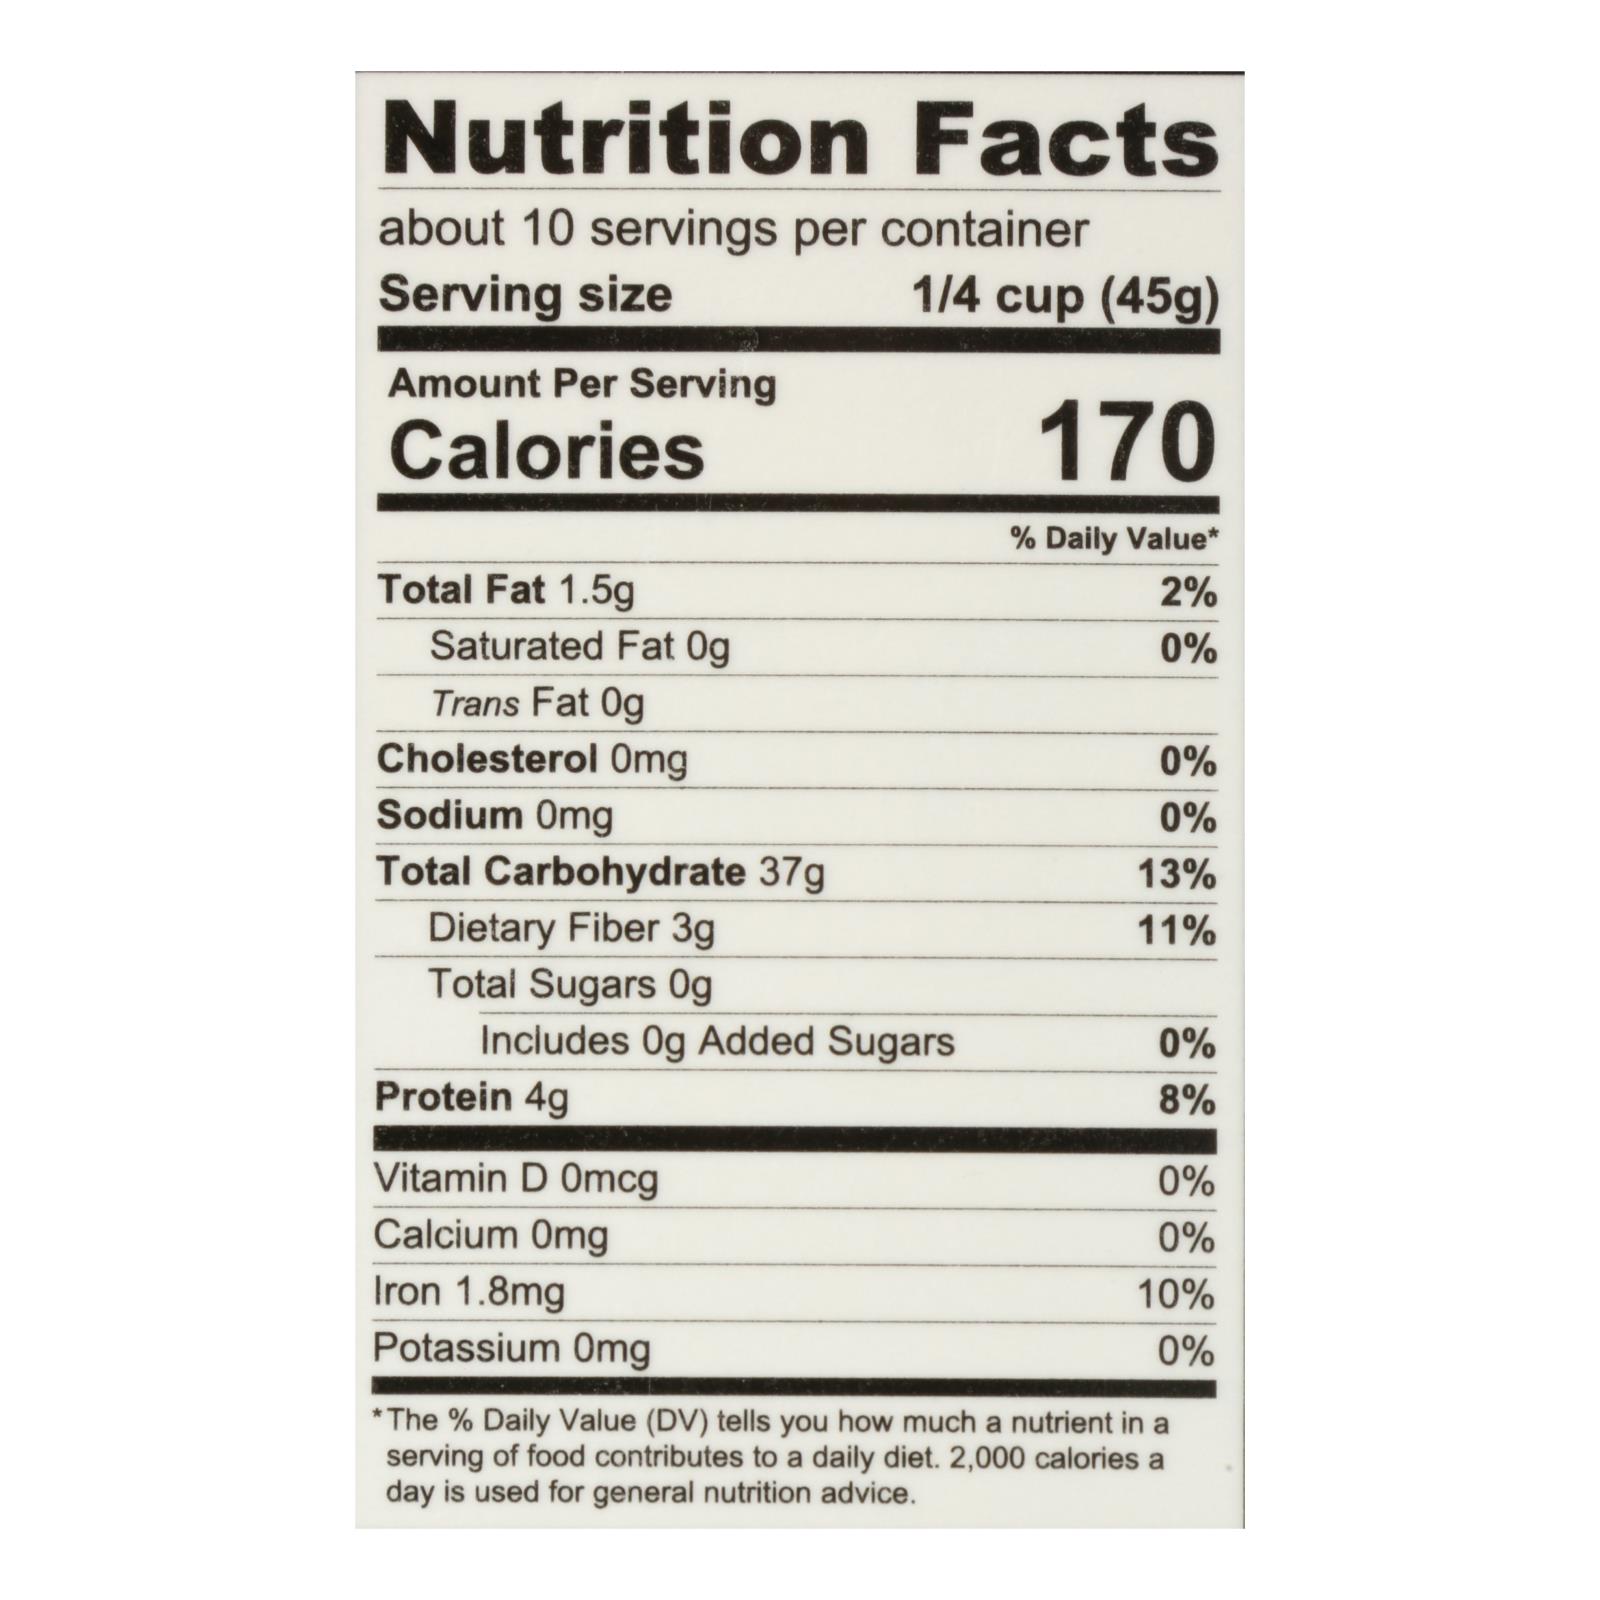 Nutrition Facts
about 10 servings per container
Serving size 1/4 cup (45g)
Amount Per Serving
Calories 170
% Daily Value*
Total Fat 1.5g 2%
Saturated Fat 0g 0%
Trans Fat 0g
Cholesterol 0mg 0%
Sodium 0mg 0%
Total Carbohydrate 37g 13%
Dietary Fiber 3g 11%
Total Sugars 0g
Includes 0g Added Sugars 0%
Protein 4g 8%
Vitamin D 0mcg 0%
Calcium 0mg 0%
Iron 1.8mg 10%
Potassium 0mg 0%
*The % Daily Value (DV) tells you how much a nutrient in a
serving of food contributes to a daily diet. 2,000 calories a
day is used for general nutrition advice.